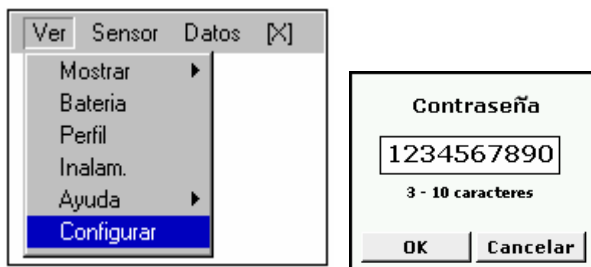 Ver Sensor Datos [X]
Mostrar
Bateria
Perfil
Inalam.
Ayuda
Configurar
Contraseña
1234567890
3 - 10 caracteres
OK Cancelar